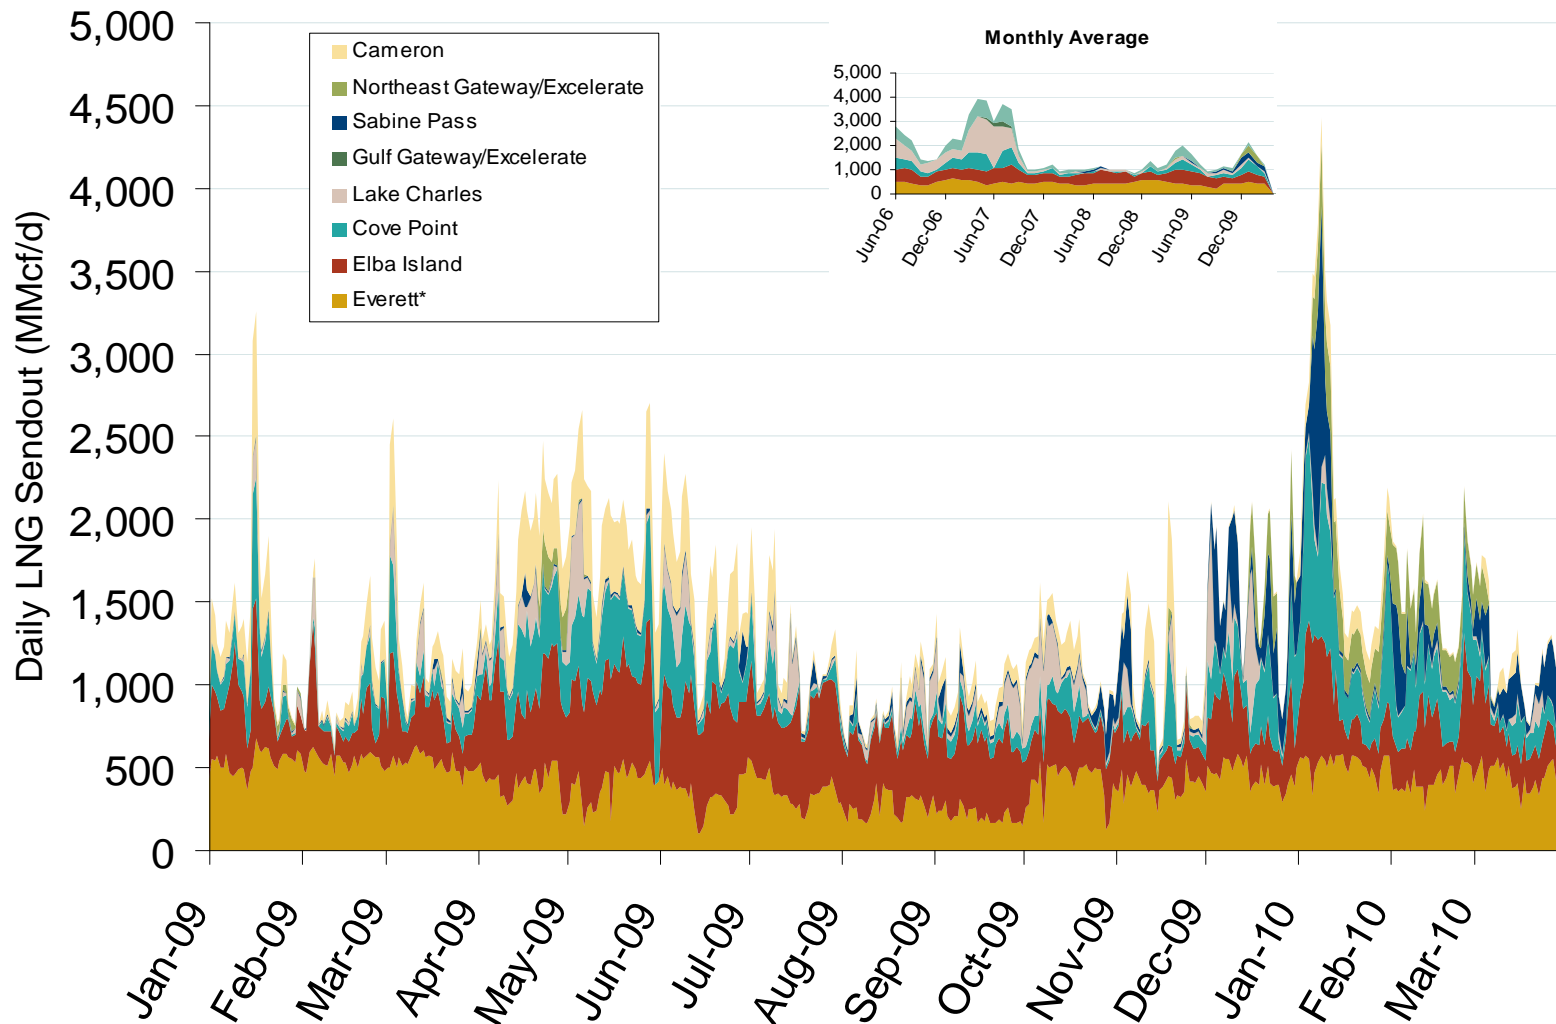 Daily LNG Sendout (MMcf/d)
5,000
4,500
4,000
3,500
3,000
2,500
2,000
1,500
1,000
500
0
Cameron
Northeast Gateway/Excelerate
Sabine Pass
Gulf Gateway/Excelerate
Lake Charles
Cove Point
Elba Island
Everett*
Monthly Average
5,000
4,000
3,000
2,000
1,000
0
Jun-06
Dec-06
Jun-07
Dec-07
Jun-08
Dec-08
Jun-09
Dec-09
Jan-09
Feb-09
Mar-09
Apr-09
May-09
Jun-09
Jul-09
Aug-09
Sep-09
Oct-09
Nov-09
Dec-09
Jan-10
Feb-10
Mar-10